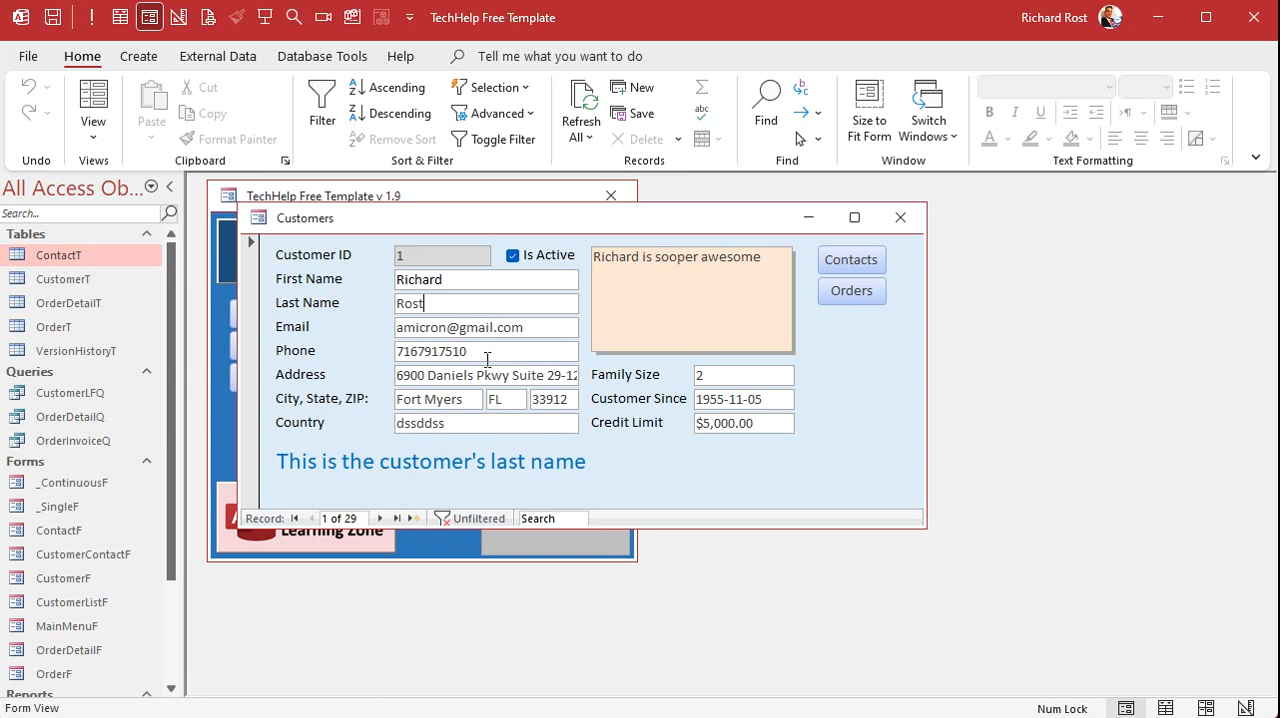 TechHelp Free Template
Richard Rost
File Home Create External Data Database Tools Help Tell me what you want to do
Undo
View
Views
Paste
Cut
Copy
Format Painter
Clipboard
Filter
Ascending
Descending
Remove Sort
Selection
Advanced
Toggle Filter
Sort & Filter
Refresh
All
New
Save
Delete
Records
Find
Find
Size to
Fit Form
Switch
Windows
Window
Text Formatting
All Access Ob...
Search...
Tables
ContactT
CustomerT
OrderDetailT
OrderT
VersionHistoryT
Queries
CustomerLFQ
OrderDetailQ
OrderInvoiceQ
Forms
_ContinuousF
_SingleF
ContactF
CustomerContactF
CustomerF
CustomerListF
MainMenuF
OrderDetailF
OrderF
Reports
TechHelp Free Template v 1.9
Customers
Customer ID 1 Is Active
First Name Richard
Last Name Rost
Email amicron@gmail.com
Phone 7167917510
Address 6900 Daniels Pkwy Suite 29-12
City, State, ZIP: Fort Myers FL 33912
Country dssddss
Richard is sooper awesome
Family Size 2
Customer Since 1955-11-05
Credit Limit $5,000.00
Contacts
Orders
This is the customer's last name
Record: 1 of 29 Unfiltered Search
Learning Zone
Form View
Num Lock